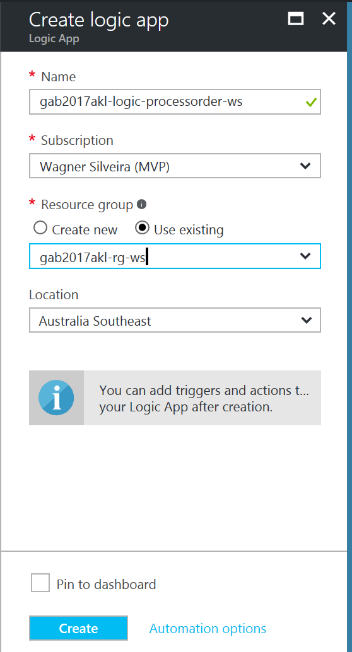 Create logic app
Logic App
* Name
gab2017akl-logic-processorder-ws
* Subscription
Wagner Silveira (MVP)
* Resource group
Create new Use existing
gab2017akl-rg-ws
Location
Australia Southeast
You can add triggers and actions t...
your Logic App after creation.
Pin to dashboard
Create Automation options